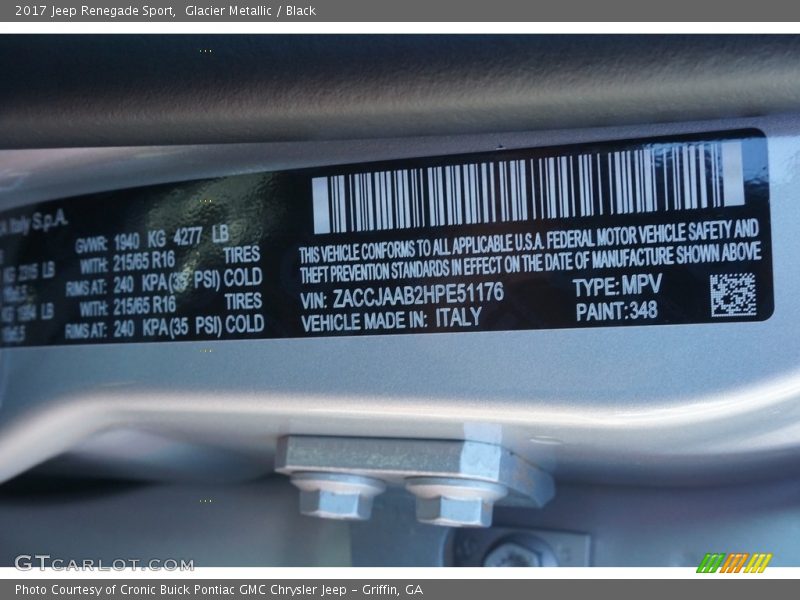 2017 Jeep Renegade Sport,  Glacier Metallic / Black
Italy S.p.A.
GVWR: 1940 KG 4277 LB
WITH: 215/65 R16 TIRES
RIMS AT: 240 KPA(35 PSI) COLD
WITH: 215/65 R16 TIRES
RIMS AT: 240 KPA(35 PSI) COLD
KG LB
KG LB
THIS VEHICLE CONFORMS TO ALL APPLICABLE U.S.A. FEDERAL MOTOR VEHICLE SAFETY AND
THEFT PREVENTION STANDARDS IN EFFECT ON THE DATE OF MANUFACTURE SHOWN ABOVE
VIN: ZACCJAAB2HPE51176
TYPE: MPV
VEHICLE MADE IN: ITALY
PAINT: 348
GTCARLOT.COM
Photo Courtesy of Cronic Buick Pontiac GMC Chrysler Jeep – Griffin, GA